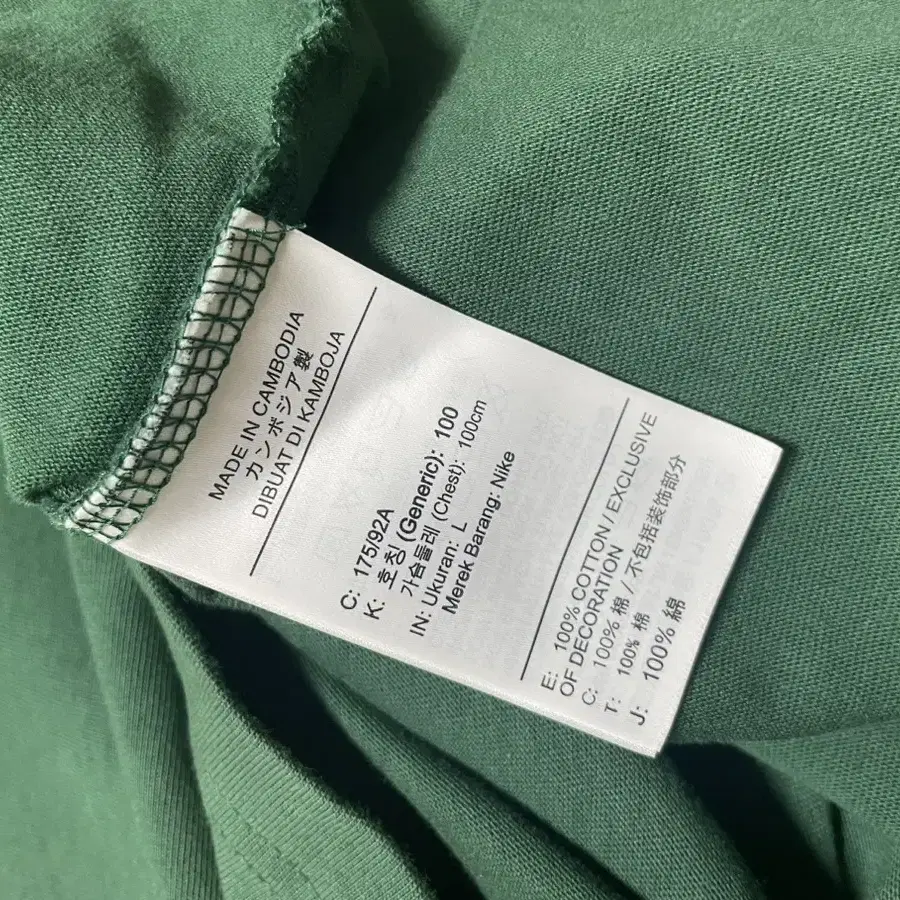 MADE IN CAMBODIA
カンボジア製
DIBUAT DI KAMBOJA
C: 175/92A
K: 호칭 (Generic): 100
가슴둘레 (Chest): 100cm
IN: Ukuran: L
Merek Barang: Nike
E: 100% COTTON / EXCLUSIVE
OF DECORATION
C: 100% 棉 / 不包括装饰部分
T: 100% 棉
J: 100% 綿